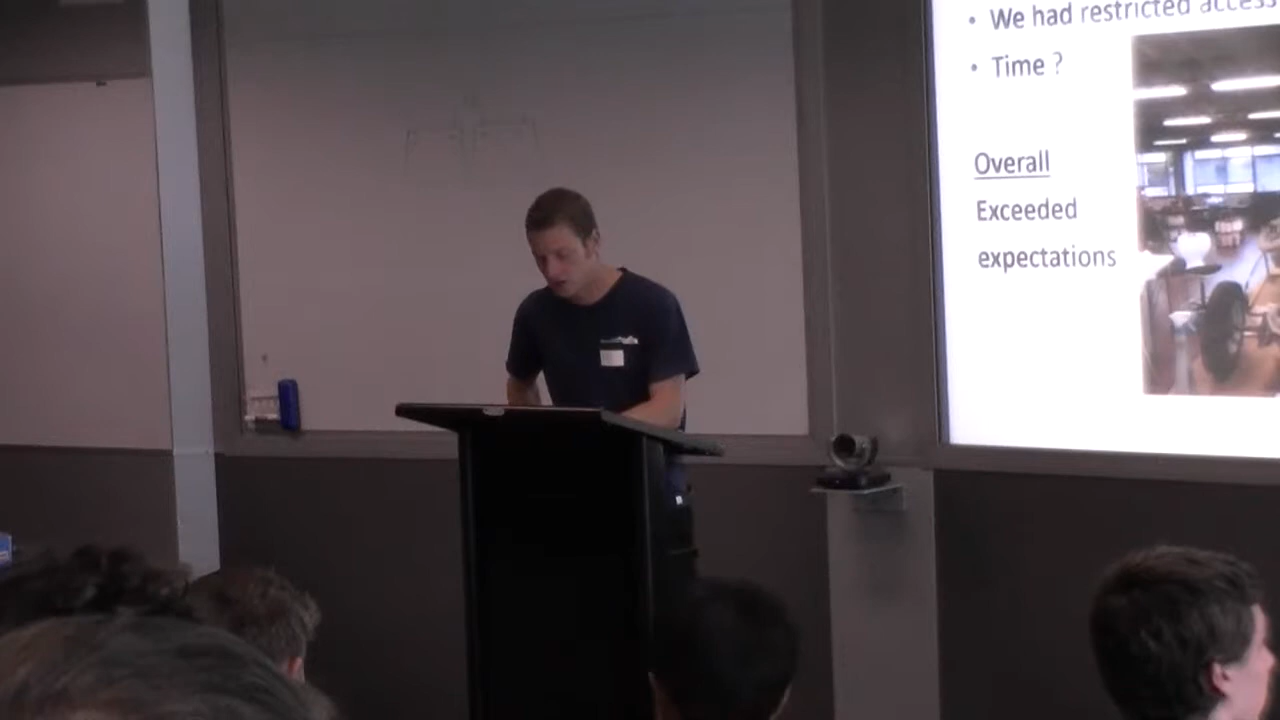 • We had restricted access
• Time ?
Overall
Exceeded
expectations